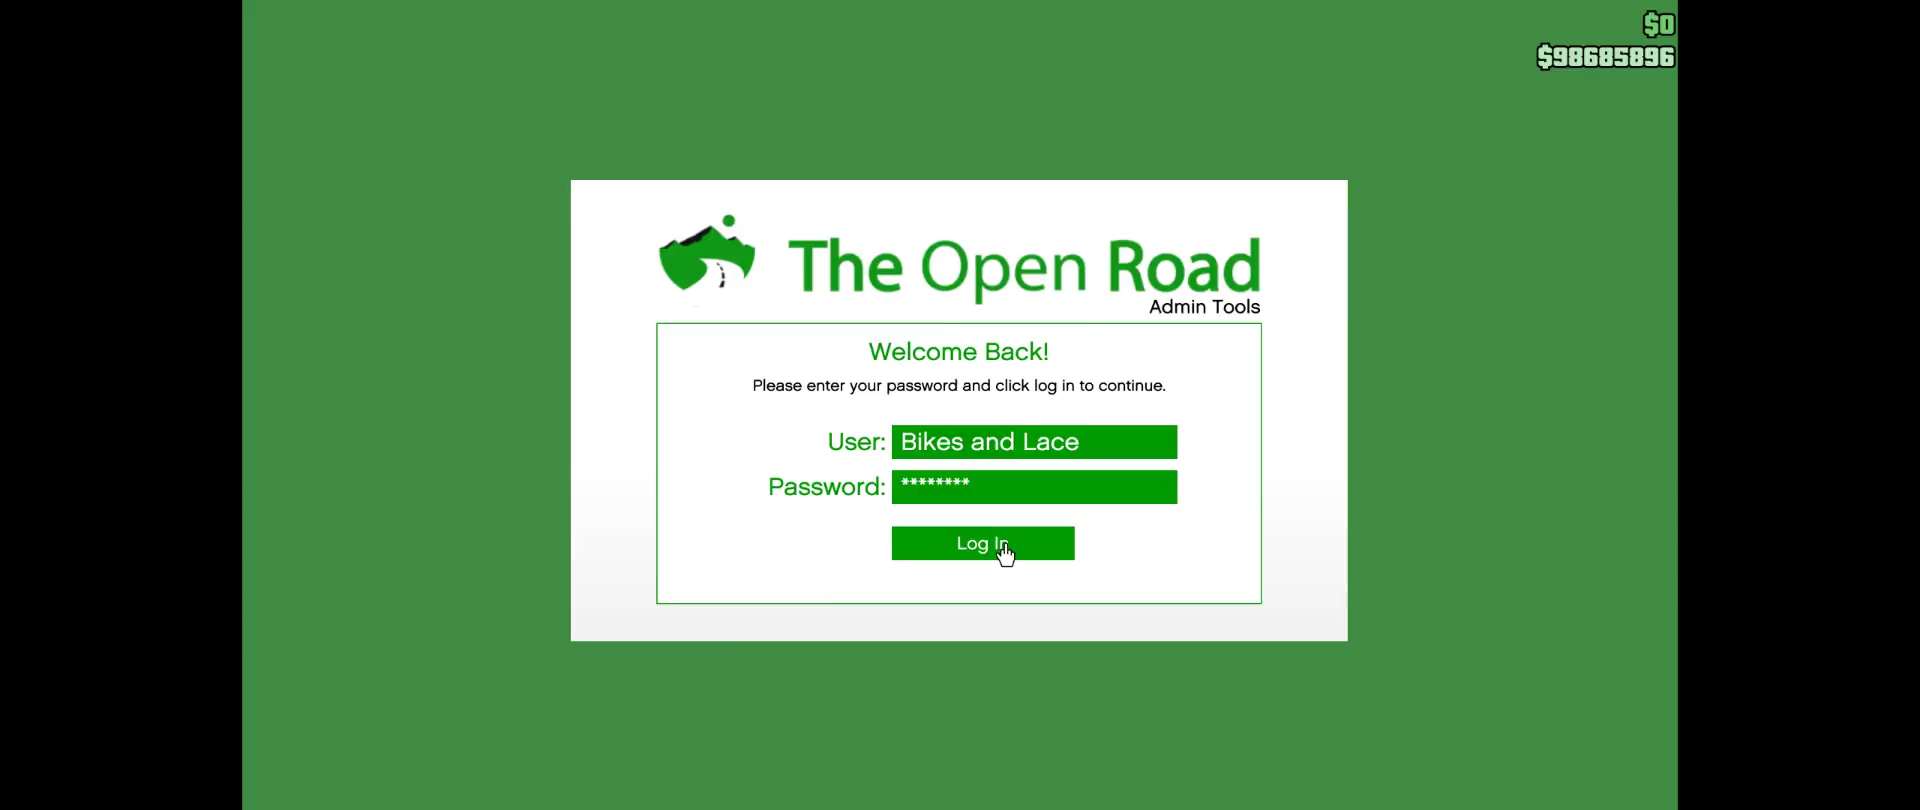 $0
$98685896
The Open Road
Admin Tools
Welcome Back!
Please enter your password and click log in to continue.
User: Bikes and Lace
Password: ********
Log In